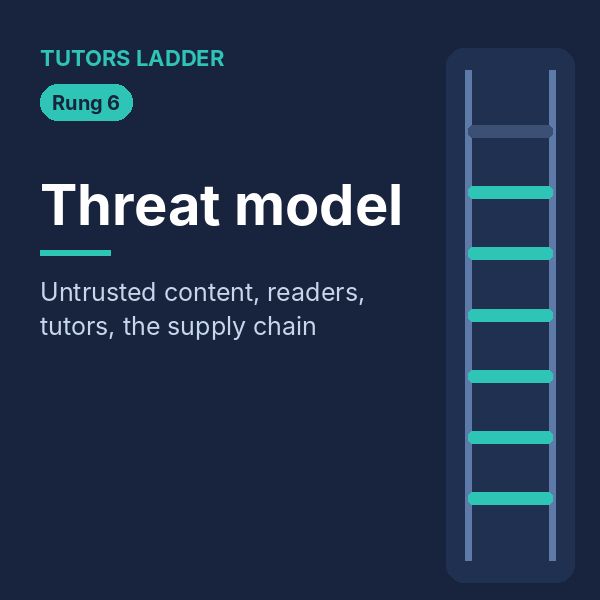 TUTORS LADDER
Rung 6
Threat model
Untrusted content, readers,
tutors, the supply chain